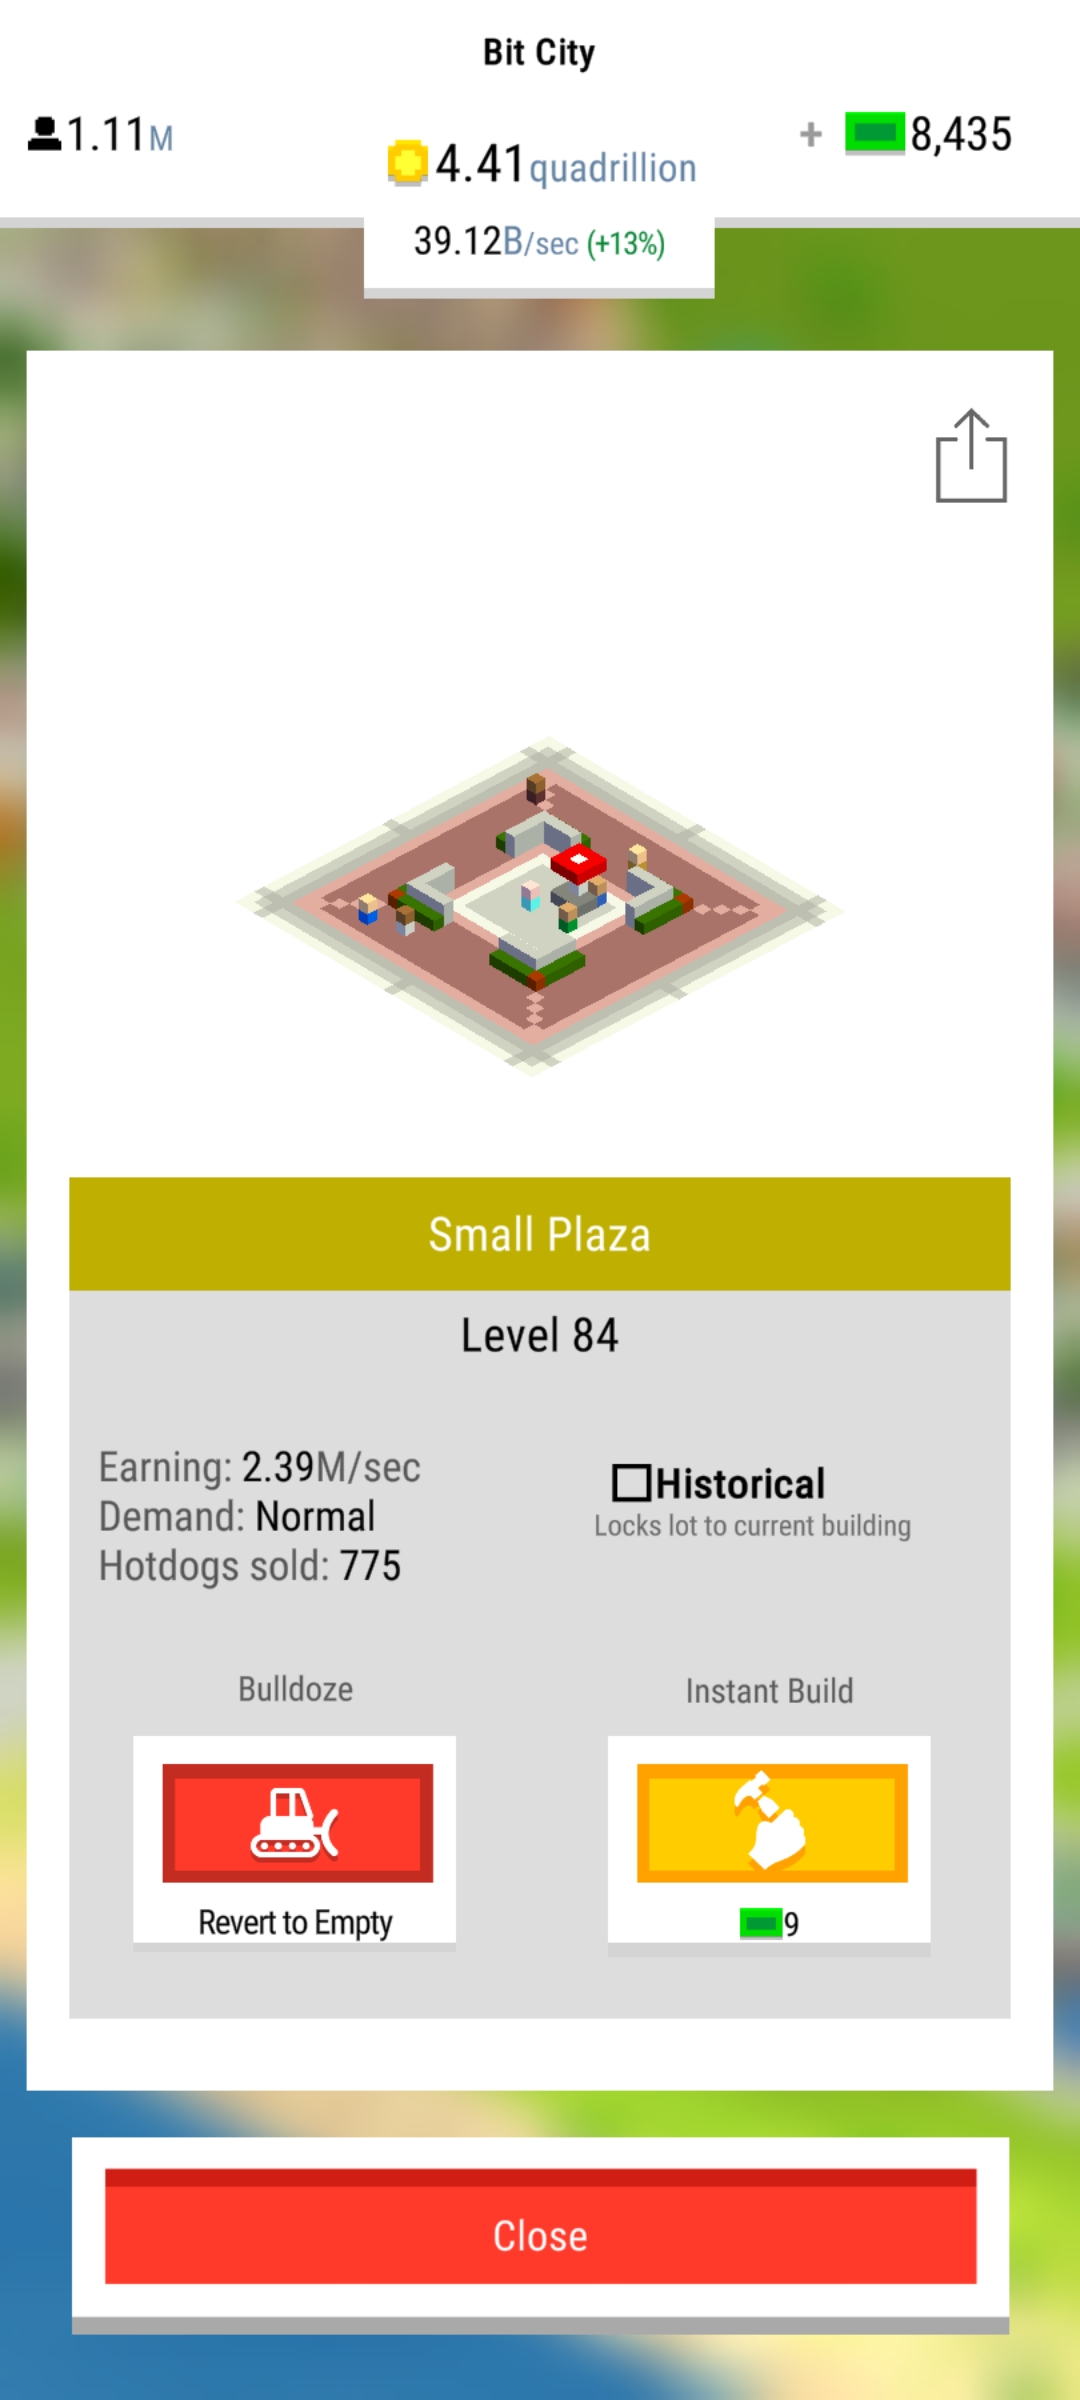 Bit City
1.11M
4.41quadrillion
+ 8,435
39.12B/sec (+13%)
Small Plaza
Level 84
Earning: 2.39M/sec
Demand: Normal
Hotdogs sold: 775
Historical
Locks lot to current building
Bulldoze
Instant Build
Revert to Empty
9
Close